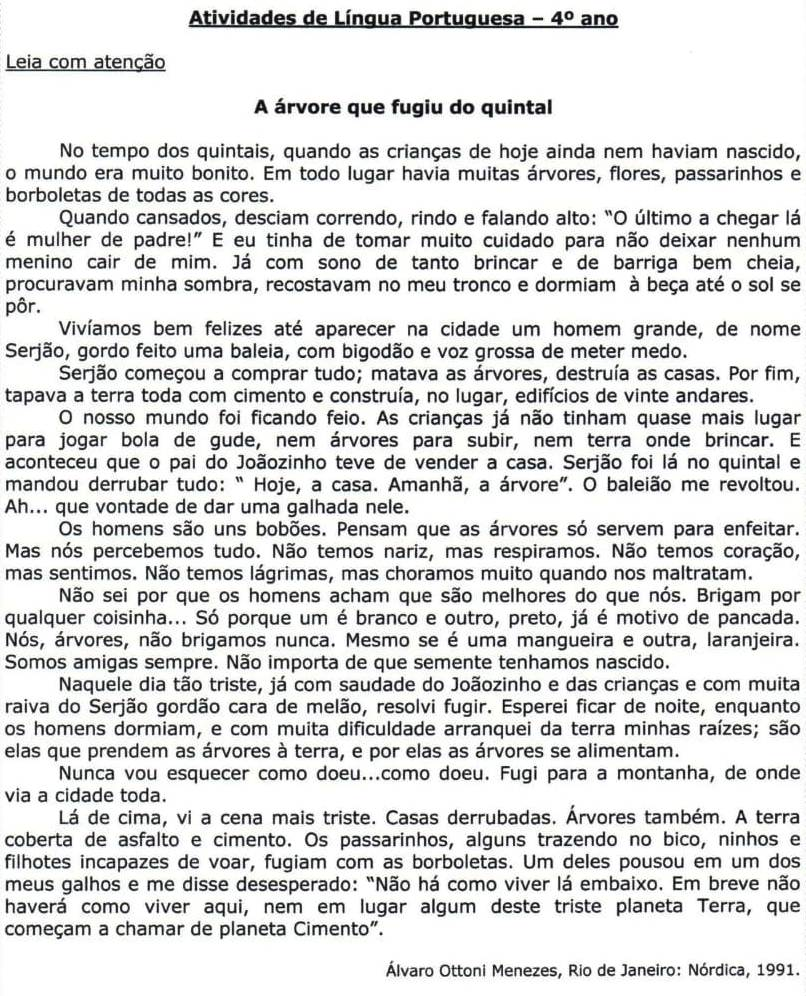 Atividades de Língua Portuguesa – 4º ano
Leia com atenção
A árvore que fugiu do quintal
No tempo dos quintais, quando as crianças de hoje ainda nem haviam nascido,
o mundo era muito bonito. Em todo lugar havia muitas árvores, flores, passarinhos e
borboletas de todas as cores.
Quando cansados, desciam correndo, rindo e falando alto: "O último a chegar lá
é mulher de padre!" E eu tinha de tomar muito cuidado para não deixar nenhum
menino cair de mim. Já com sono de tanto brincar e de barriga bem cheia,
procuravam minha sombra, recostavam no meu tronco e dormiam à beça até o sol se
pôr.
Vivíamos bem felizes até aparecer na cidade um homem grande, de nome
Serjão, gordo feito uma baleia, com bigodão e voz grossa de meter medo.
Serjão começou a comprar tudo; matava as árvores, destruía as casas. Por fim,
tapava a terra toda com cimento e construía, no lugar, edifícios de vinte andares.
O nosso mundo foi ficando feio. As crianças já não tinham quase mais lugar
para jogar bola de gude, nem árvores para subir, nem terra onde brincar. E
aconteceu que o pai do Joãozinho teve de vender a casa. Serjão foi lá no quintal e
mandou derrubar tudo: " Hoje, a casa. Amanhã, a árvore". O baleião me revoltou.
Ah... que vontade de dar uma galhada nele.
Os homens são uns bobões. Pensam que as árvores só servem para enfeitar.
Mas nós percebemos tudo. Não temos nariz, mas respiramos. Não temos coração,
mas sentimos. Não temos lágrimas, mas choramos muito quando nos maltratam.
Não sei por que os homens acham que são melhores do que nós. Brigam por
qualquer coisinha... Só porque um é branco e outro, preto, já é motivo de pancada.
Nós, árvores, não brigamos nunca. Mesmo se é uma mangueira e outra, laranjeira.
Somos amigas sempre. Não importa de que semente tenhamos nascido.
Naquele dia tão triste, já com saudade do Joãozinho e das crianças e com muita
raiva do Serjão gordão cara de melão, resolvi fugir. Esperei ficar de noite, enquanto
os homens dormiam, e com muita dificuldade arranquei da terra minhas raízes; são
elas que prendem as árvores à terra, e por elas as árvores se alimentam.
Nunca vou esquecer como doeu...como doeu. Fugi para a montanha, de onde
via a cidade toda.
Lá de cima, vi a cena mais triste. Casas derrubadas. Árvores também. A terra
coberta de asfalto e cimento. Os passarinhos, alguns trazendo no bico, ninhos e
filhotes incapazes de voar, fugiam com as borboletas. Um deles pousou em um dos
meus galhos e me disse desesperado: "Não há como viver lá embaixo. Em breve não
haverá como viver aqui, nem em lugar algum deste triste planeta Terra, que
começam a chamar de planeta Cimento".
Álvaro Ottoni Menezes, Rio de Janeiro: Nórdica, 1991.